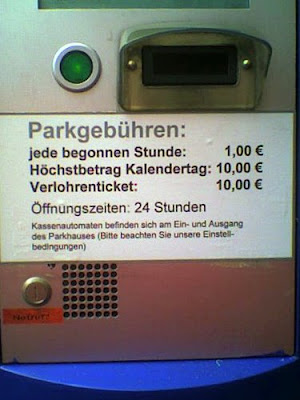 Parkgebühren:
jede begonnen Stunde: 1,00 €
Höchstbetrag Kalendertag: 10,00 €
Verlohrenticket: 10,00 €
Öffnungszeiten: 24 Stunden
Kassenautomaten befinden sich am Ein- und Ausgang
des Parkhauses (Bitte beachten Sie unsere Einstell-
bedingungen)
Notruf!